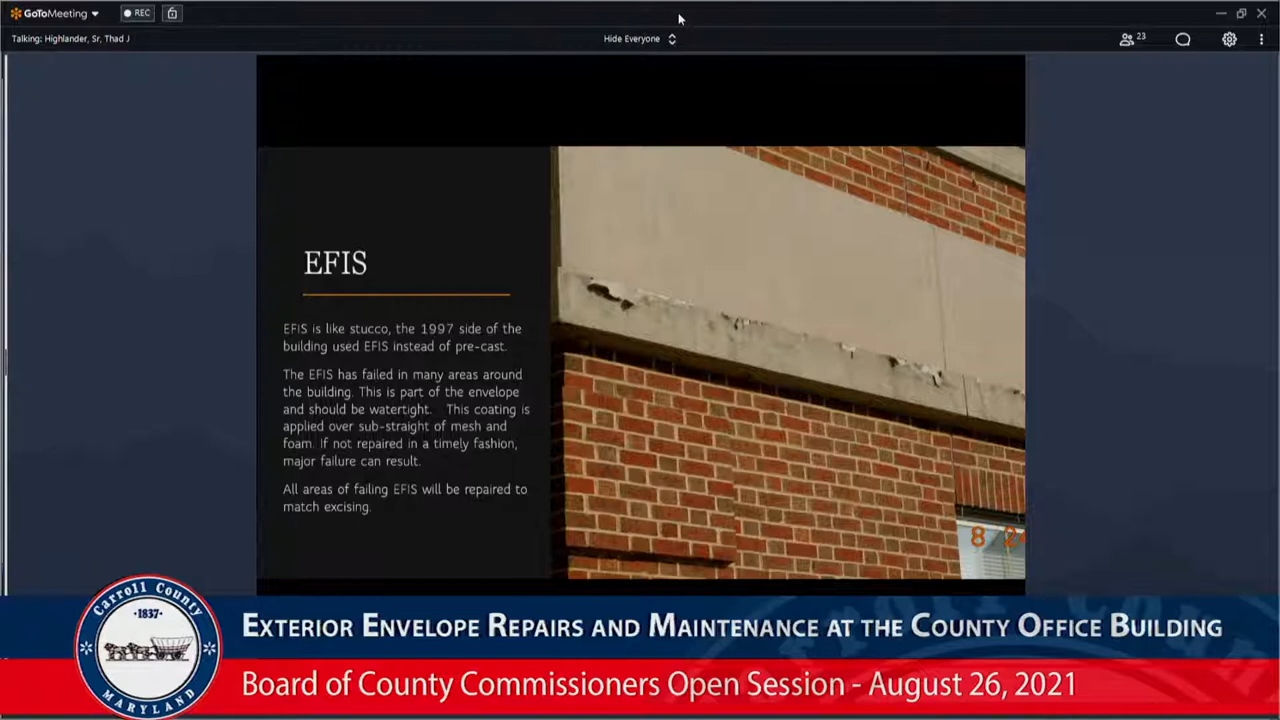 GoToMeeting
REC
Talking: Highlander, Sr, Thad J
Hide Everyone
23
EFIS
EFIS is like stucco, the 1997 side of the
building used EFIS instead of pre-cast.
The EFIS has failed in many areas around
the building. This is part of the envelope
and should be watertight. This coating is
applied over sub-straight of mesh and
foam. If not repaired in a timely fashion,
major failure can result.
All areas of failing EFIS will be repaired to
match excising.
8 2
Carroll County
1837
MARYLAND
EXTERIOR ENVELOPE REPAIRS AND MAINTENANCE AT THE COUNTY OFFICE BUILDING
Board of County Commissioners Open Session - August 26, 2021